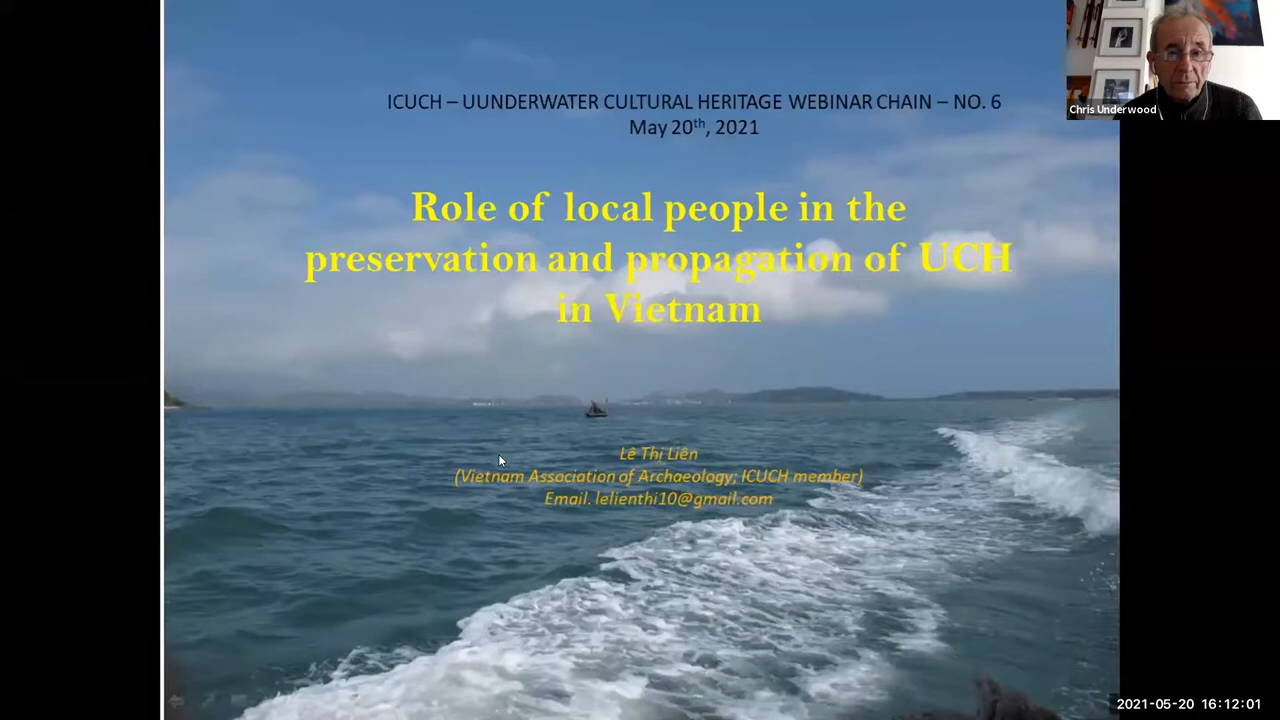 ICUCH – UUNDERWATER CULTURAL HERITAGE WEBINAR CHAIN – NO. 6
May 20th, 2021
Chris Underwood
Role of local people in the
preservation and propagation of UCH
in Vietnam
Lê Thị Liên
(Vietnam Association of Archaeology; ICUCH member)
Email. lelienthi10@gmail.com
2021-05-20 16:12:01